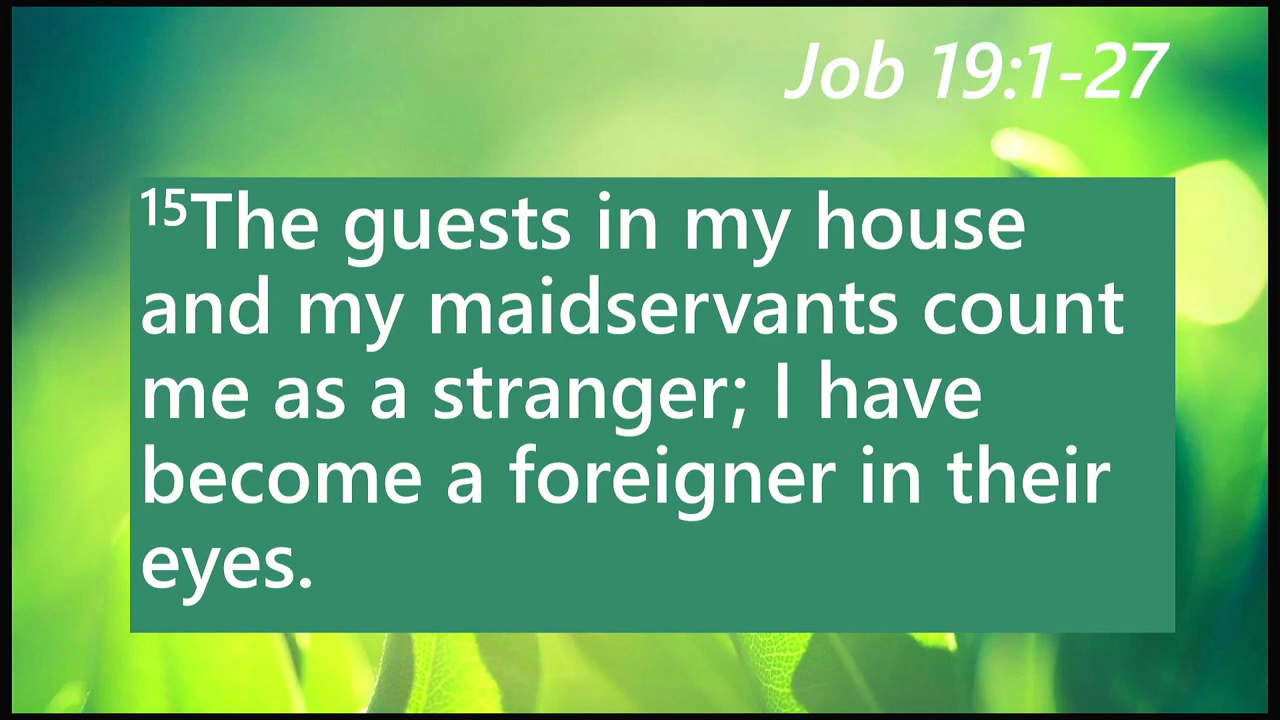 Job 19:1-27
15The guests in my house
and my maidservants count
me as a stranger; I have
become a foreigner in their
eyes.